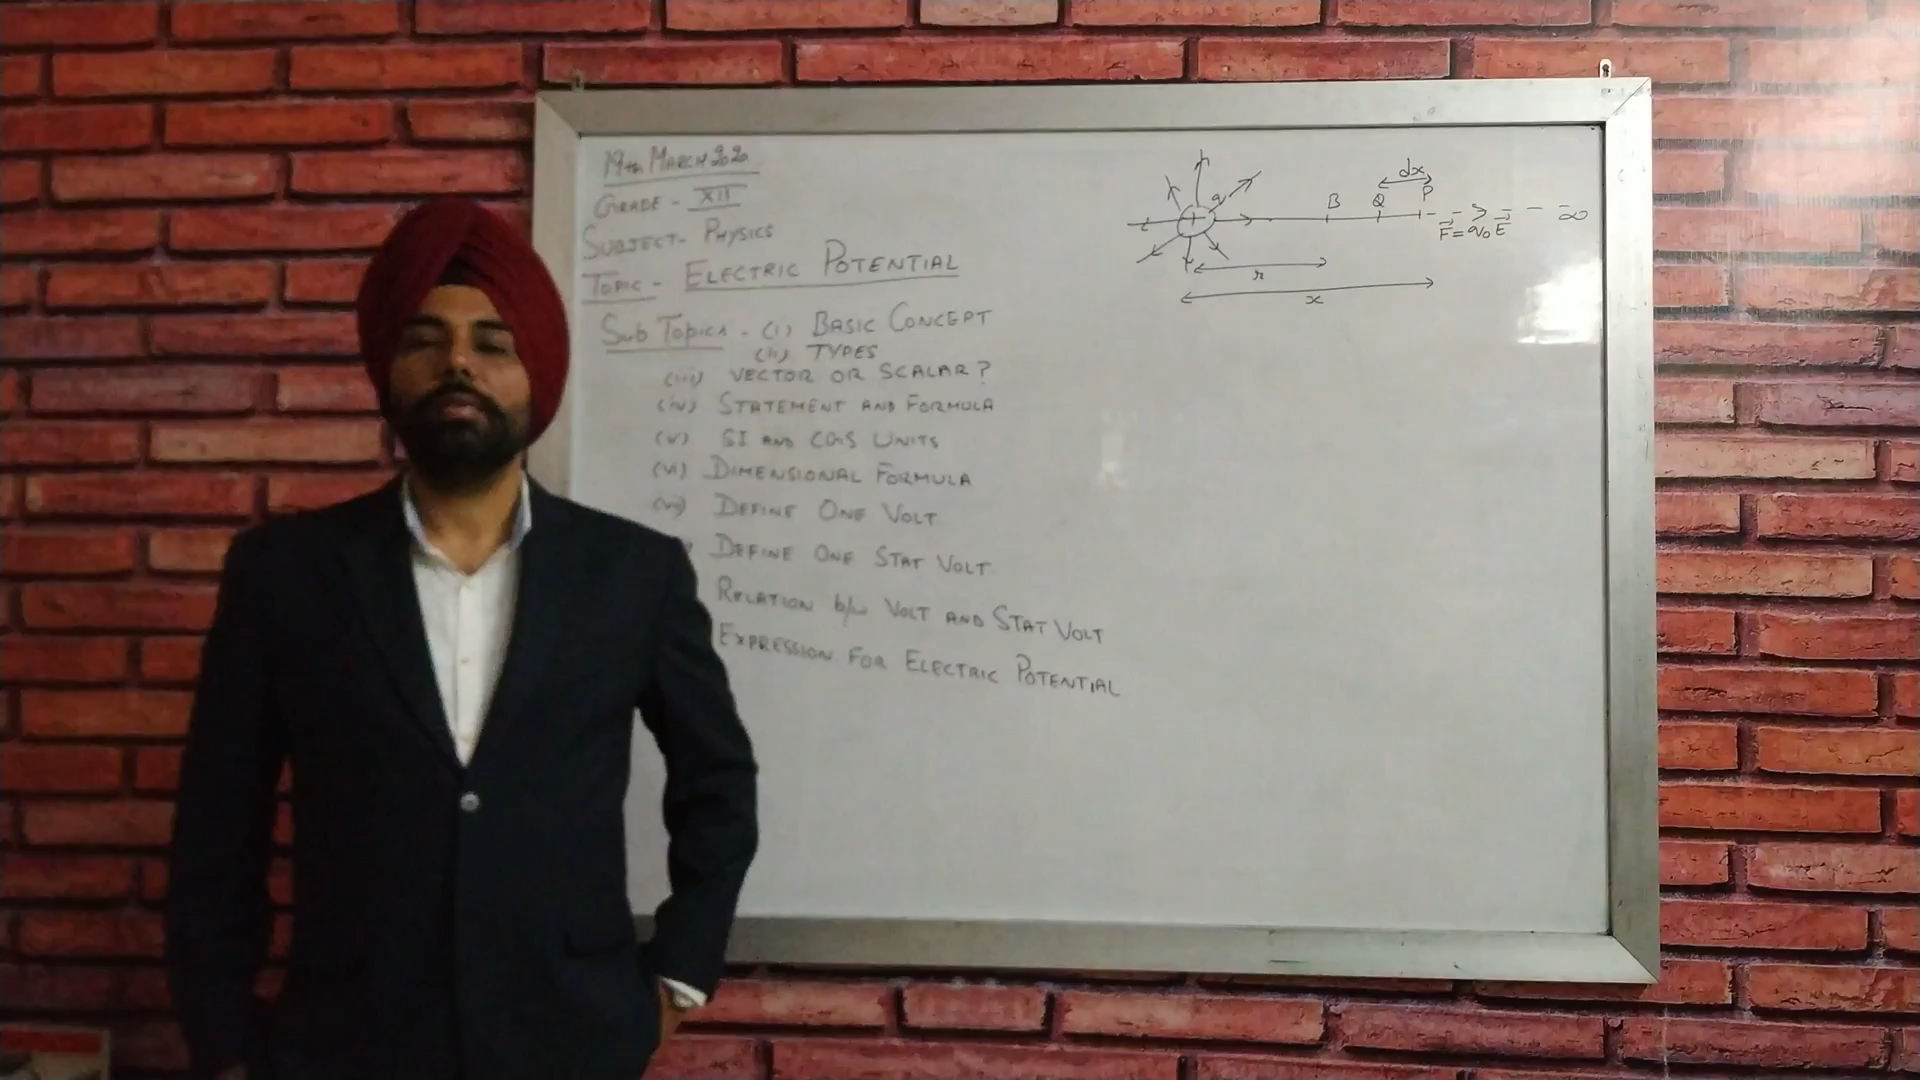 19th MARCH 2020
GRADE - XII
SUBJECT - PHYSICS
TOPIC - ELECTRIC POTENTIAL
SUB TOPICS - (i) BASIC CONCEPT
(ii) TYPES
(iii) VECTOR OR SCALAR?
(iv) STATEMENT AND FORMULA
(v) SI AND CGS UNITS
(vi) DIMENSIONAL FORMULA
(vii) DEFINE ONE VOLT
DEFINE ONE STAT VOLT
RELATION b/w VOLT AND STAT VOLT
EXPRESSION FOR ELECTRIC POTENTIAL
dx
q B Q P
+ ∞
F = q₀E
r
x